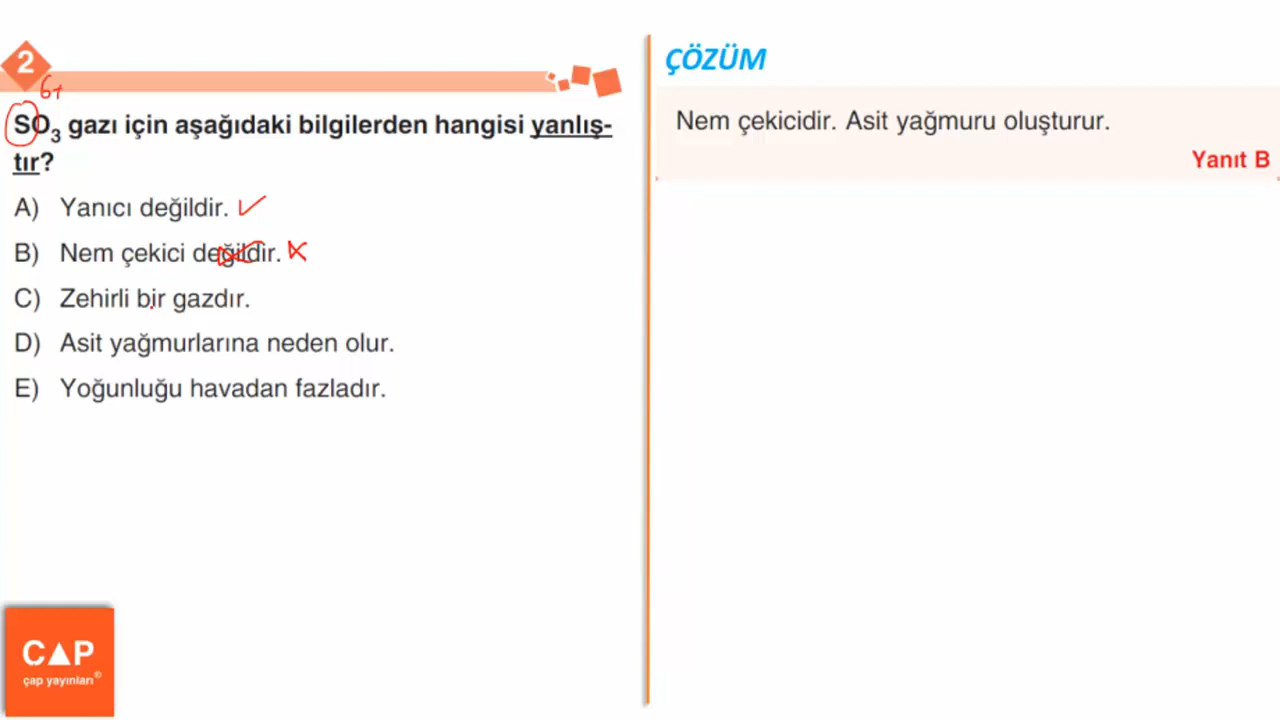 2
6+
SO3 gazı için aşağıdaki bilgilerden hangisi yanlış-
tır?
A) Yanıcı değildir.
B) Nem çekici değildir.
C) Zehirli bir gazdır.
D) Asit yağmurlarına neden olur.
E) Yoğunluğu havadan fazladır.
ÇAP
çap yayınları©
ÇÖZÜM
Nem çekicidir. Asit yağmuru oluşturur.
Yanıt B